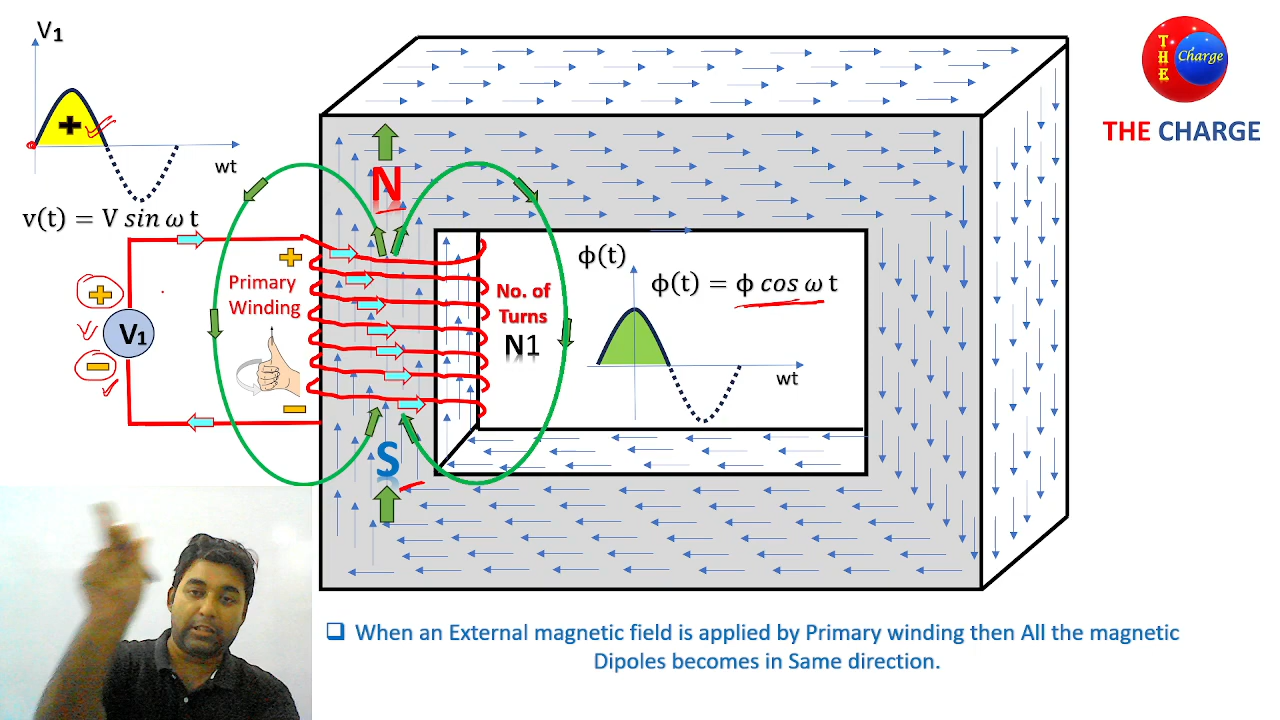 V1
wt
v(t) = V sin ω t
THE
Charge
THE CHARGE
N
ϕ(t)
ϕ(t) = ϕ cos ω t
Primary
Winding
No. of
Turns
N1
V1
wt
S
When an External magnetic field is applied by Primary winding then All the magnetic
Dipoles becomes in Same direction.